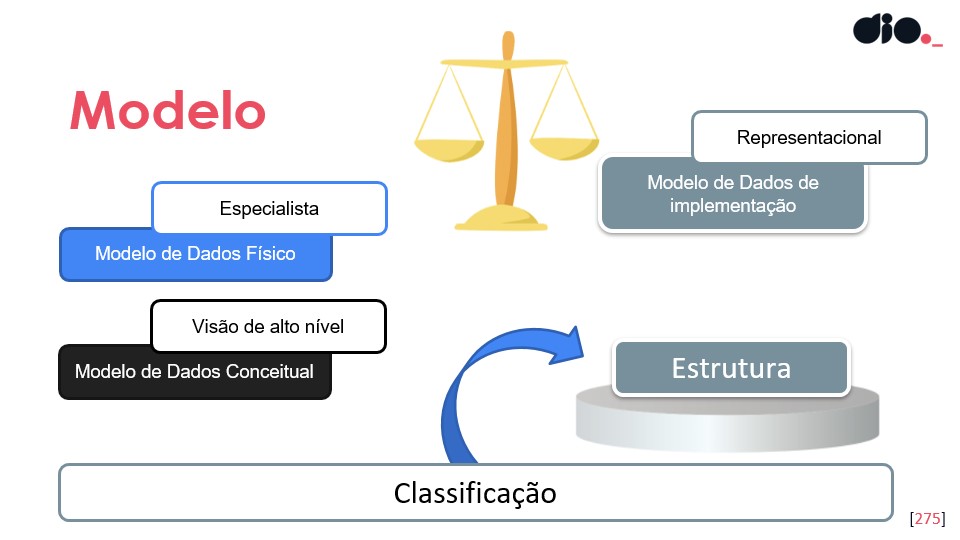 dio._
Modelo
Representacional
Modelo de Dados de
implementação
Especialista
Modelo de Dados Físico
Visão de alto nível
Modelo de Dados Conceitual
Estrutura
Classificação
[275]